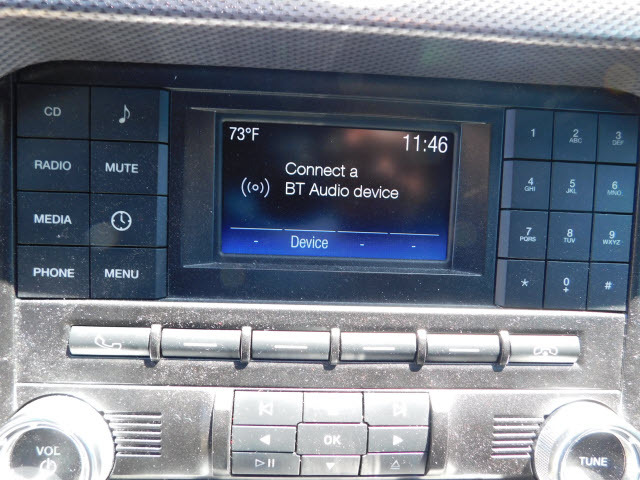 CD
RADIO
MUTE
MEDIA
PHONE
MENU
73°F
11:46
Connect a
BT Audio device
- Device - -
1
2
ABC
3
DEF
4
GHI
5
JKL
6
MNO
7
PQRS
8
TUV
9
WXYZ
*
0
+
#
OK
VOL
TUNE